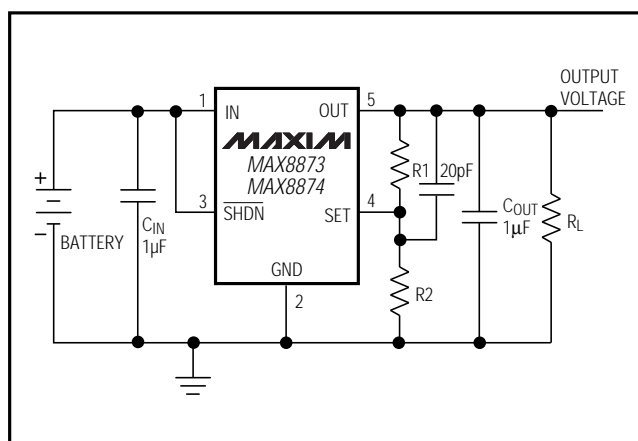 OUTPUT
VOLTAGE
1
IN
OUT
5
MAXIM
MAX8873
MAX8874
R1
20pF
+
3
SHDN
SET
4
COUT
1µF
RL
−
BATTERY
CIN
1µF
GND
2
R2